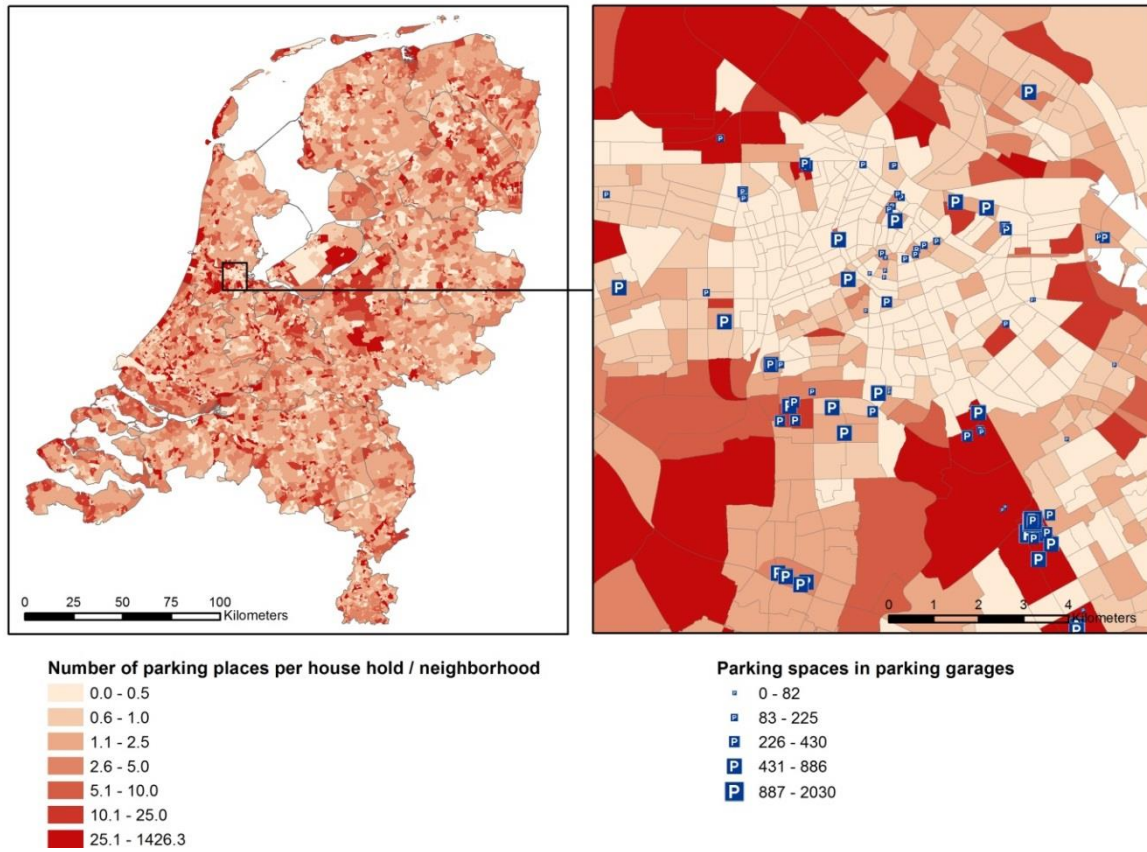 0 25 50 75 100
Kilometers
0 1 2 3 4
Kilometers
Number of parking places per house hold / neighborhood
0.0 - 0.5
0.6 - 1.0
1.1 - 2.5
2.6 - 5.0
5.1 - 10.0
10.1 - 25.0
25.1 - 1426.3
Parking spaces in parking garages
P 0 - 82
P 83 - 225
P 226 - 430
P 431 - 886
P 887 - 2030